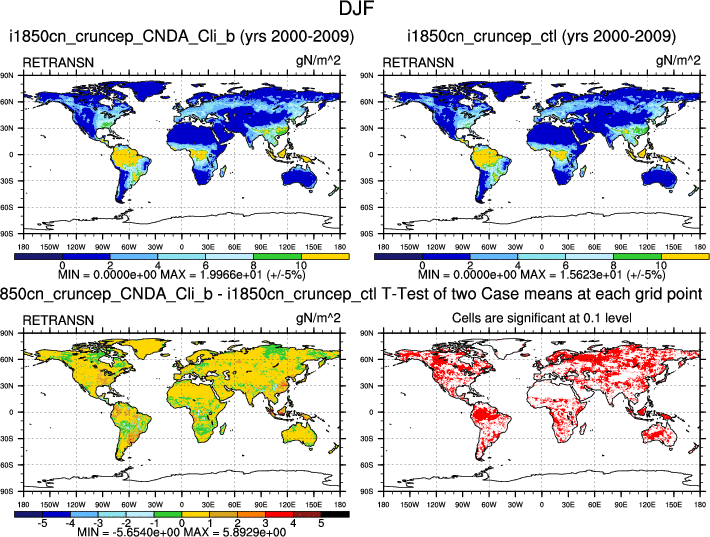 DJF
i1850cn_cruncep_CNDA_Cli_b (yrs 2000-2009)
i1850cn_cruncep_ctl (yrs 2000-2009)
RETRANSN gN/m^2
RETRANSN gN/m^2
90N
60N
30N
0
30S
60S
90S
90N
60N
30N
0
30S
60S
90S
180 150W 120W 90W 60W 30W 0 30E 60E 90E 120E 150E 180
180 150W 120W 90W 60W 30W 0 30E 60E 90E 120E 150E 180
0 2 4 6 8 10
0 2 4 6 8 10
MIN = 0.0000e+00 MAX = 1.9966e+01 (+/-5%)
MIN = 0.0000e+00 MAX = 1.5623e+01 (+/-5%)
850cn_cruncep_CNDA_Cli_b - i1850cn_cruncep_ctl
T-Test of two Case means at each grid point
RETRANSN gN/m^2
Cells are significant at 0.1 level
90N
60N
30N
0
30S
60S
90S
90N
60N
30N
0
30S
60S
90S
180 150W 120W 90W 60W 30W 0 30E 60E 90E 120E 150E 180
180 150W 120W 90W 60W 30W 0 30E 60E 90E 120E 150E 180
-5 -4 -3 -2 -1 0 1 2 3 4 5
MIN = -5.6540e+00 MAX = 5.8929e+00